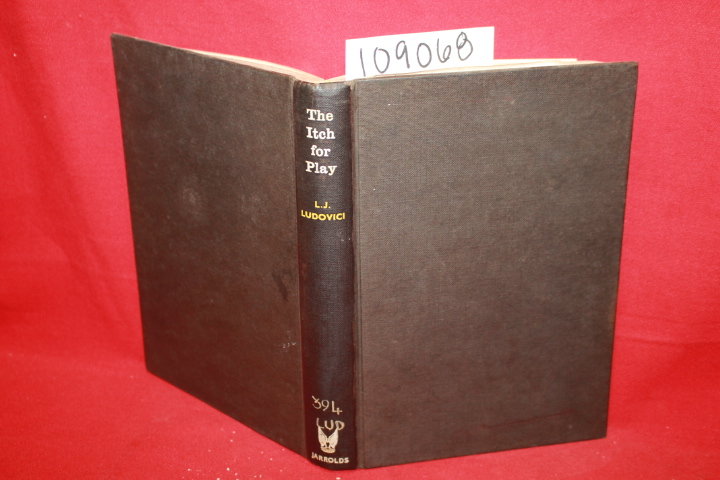 109068
The
Itch
for
Play
L.J.
LUDOVICI
394
LUD
JARROLDS